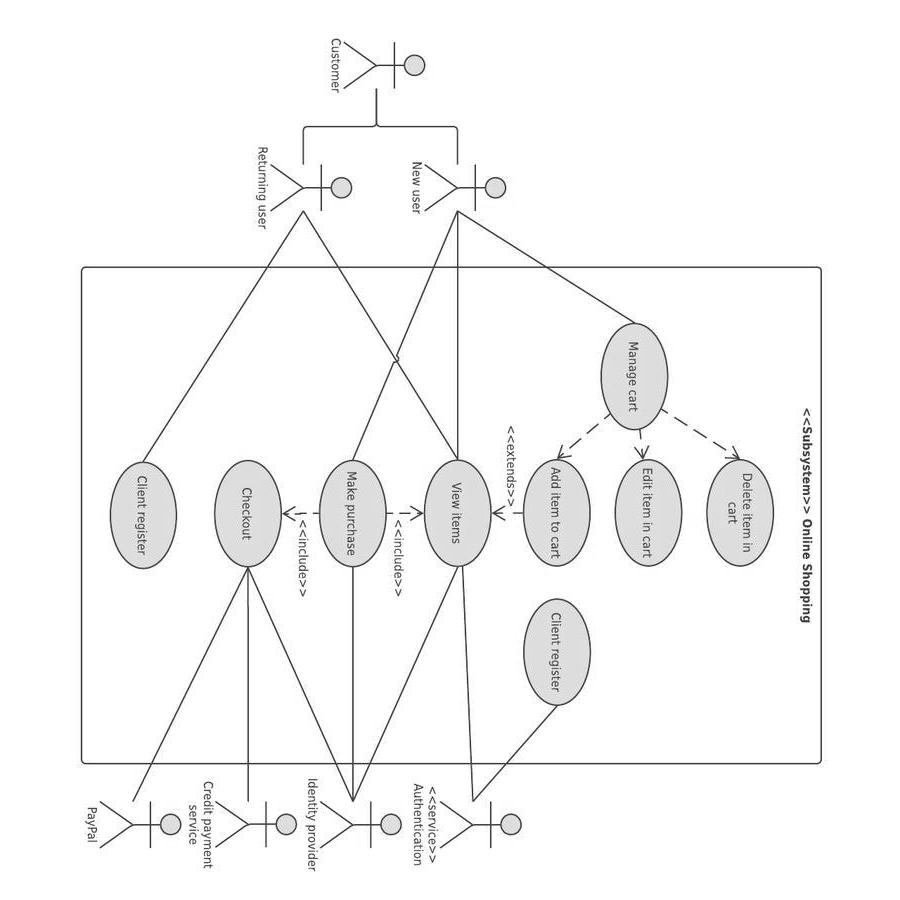 <<Subsystem>> Online Shopping
Delete item in
cart
Manage cart
Edit item in cart
Add item to cart
Client register
<<extends>>
New user
View items
<<service>>
Authentication
<<include>>
Customer
Make purchase
Identity provider
<<include>>
Returning user
Checkout
Credit payment
service
Client register
PayPal